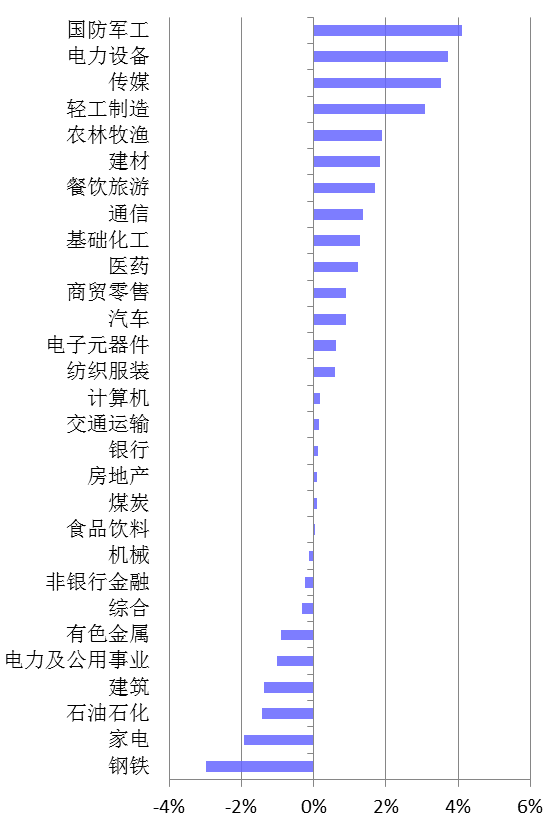 国防军工
电力设备
传媒
轻工制造
农林牧渔
建材
餐饮旅游
通信
基础化工
医药
商贸零售
汽车
电子元器件
纺织服装
计算机
交通运输
银行
房地产
煤炭
食品饮料
机械
非银行金融
综合
有色金属
电力及公用事业
建筑
石油石化
家电
钢铁
-4% -2% 0% 2% 4% 6%